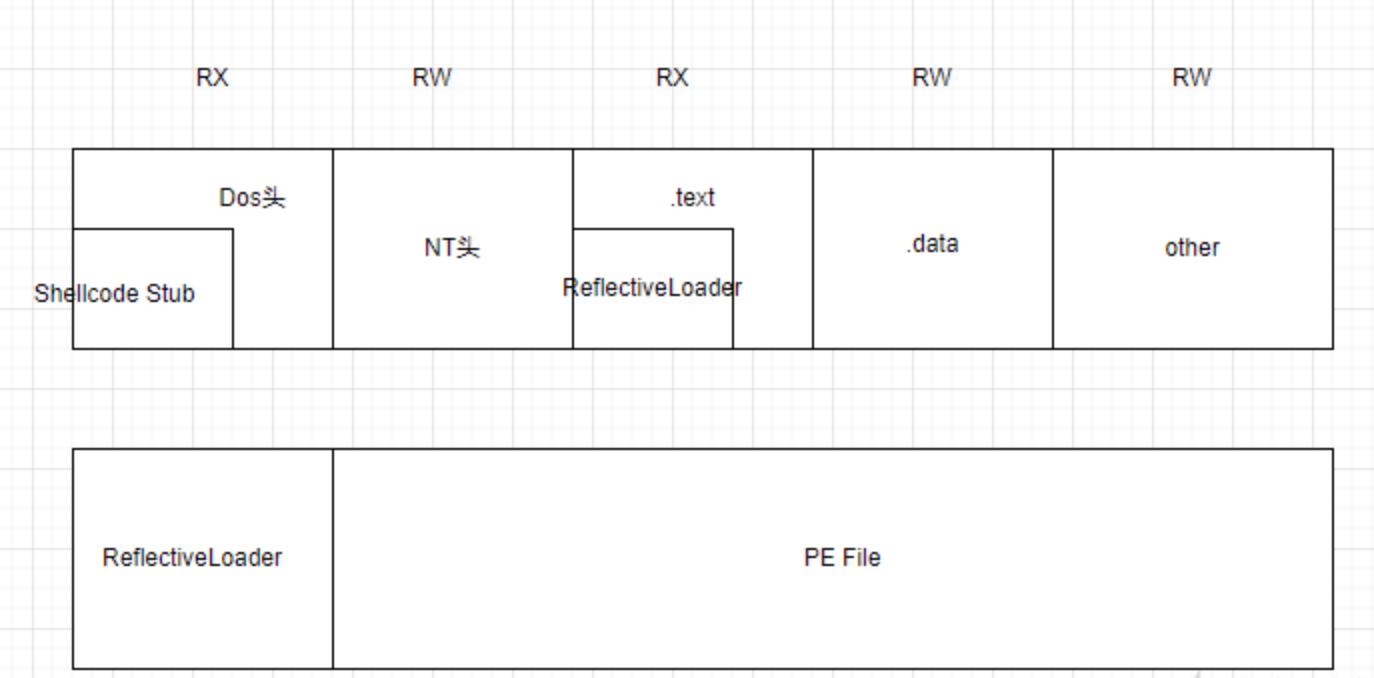 RX RW RX RW RW
Dos头 .text
NT头 .data other
Shellcode Stub ReflectiveLoader
ReflectiveLoader PE File